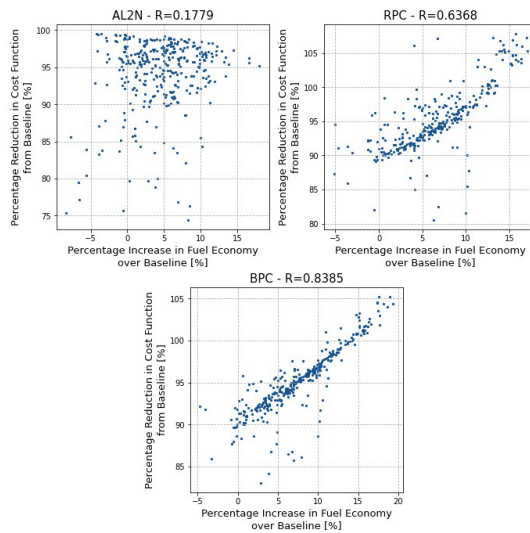 AL2N - R=0.1779
Percentage Reduction in Cost Function
from Baseline [%]
100
95
90
85
80
75
-5
0
5
10
15
Percentage Increase in Fuel Economy
over Baseline [%]
RPC - R=0.6368
Percentage Reduction in Cost Function
from Baseline [%]
105
100
95
90
85
80
-5
0
5
10
15
Percentage Increase in Fuel Economy
over Baseline [%]
BPC - R=0.8385
Percentage Reduction in Cost Function
from Baseline [%]
105
100
95
90
85
-5
0
5
10
15
20
Percentage Increase in Fuel Economy
over Baseline [%]